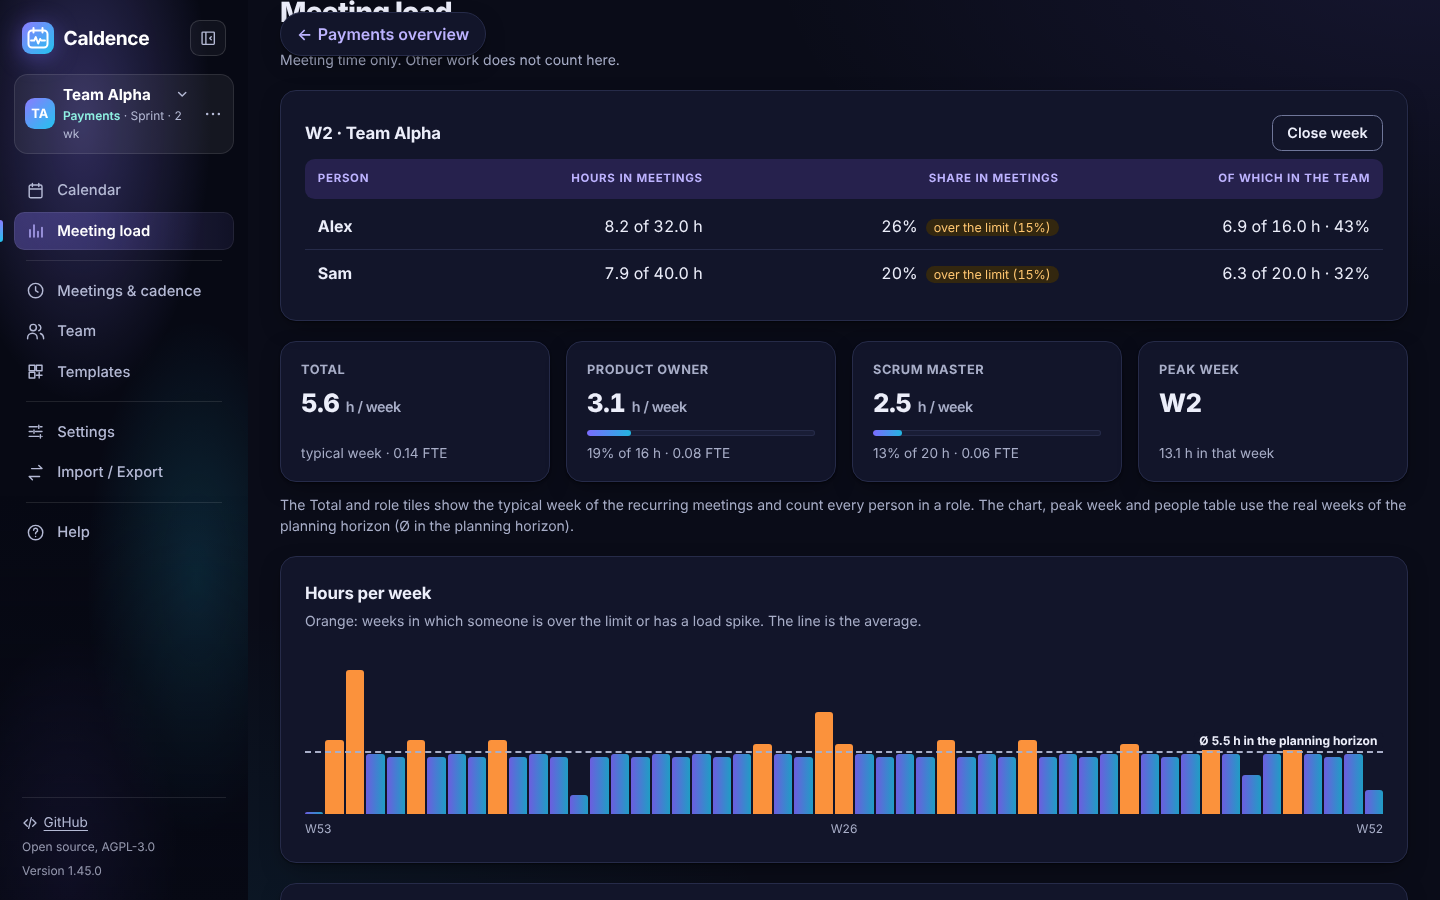 Caldence
TA
Team Alpha
Payments · Sprint · 2
wk
Calendar
Meeting load
Meetings & cadence
Team
Templates
Settings
Import / Export
Help
GitHub
Open source, AGPL-3.0
Version 1.45.0
Meeting load
← Payments overview
Meeting time only. Other work does not count here.
W2 · Team Alpha
Close week
PERSON HOURS IN MEETINGS SHARE IN MEETINGS OF WHICH IN THE TEAM
Alex 8.2 of 32.0 h 26% over the limit (15%) 6.9 of 16.0 h · 43%
Sam 7.9 of 40.0 h 20% over the limit (15%) 6.3 of 20.0 h · 32%
TOTAL
5.6 h / week
typical week · 0.14 FTE
PRODUCT OWNER
3.1 h / week
19% of 16 h · 0.08 FTE
SCRUM MASTER
2.5 h / week
13% of 20 h · 0.06 FTE
PEAK WEEK
W2
13.1 h in that week
The Total and role tiles show the typical week of the recurring meetings and count every person in a role. The chart, peak week and people table use the real weeks of the
planning horizon (Ø in the planning horizon).
Hours per week
Orange: weeks in which someone is over the limit or has a load spike. The line is the average.
Ø 5.5 h in the planning horizon
W53 W26 W52